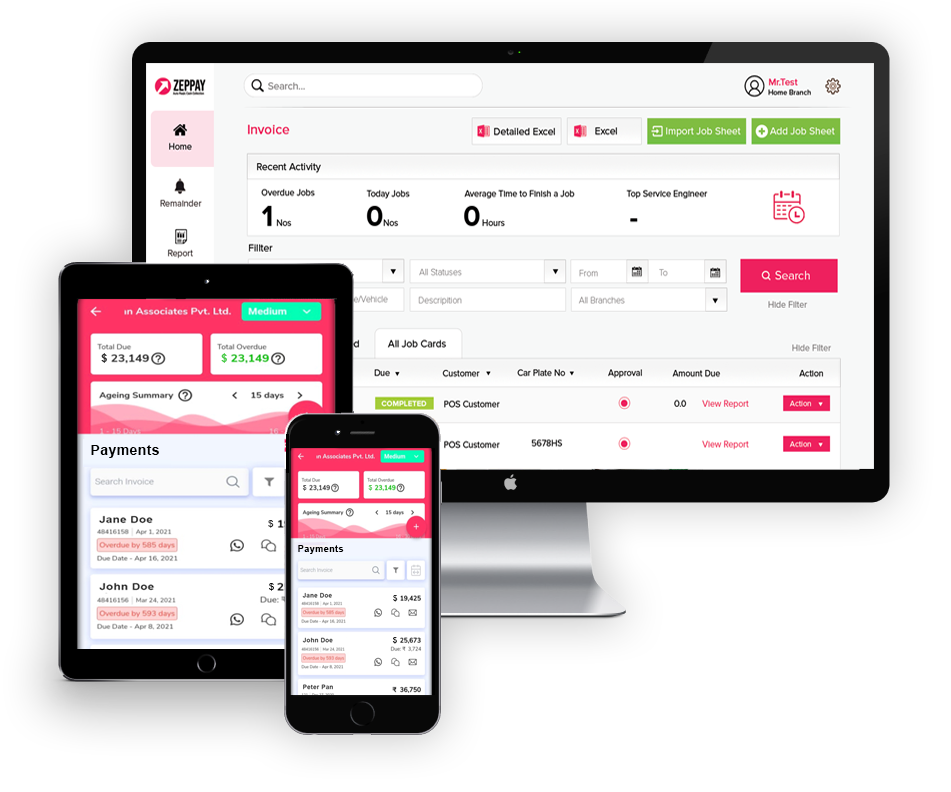 ZEPPAY
Search...
Mr.Test
Home Branch
Home
Remainder
Report
Invoice
Detailed Excel
Excel
Import Job Sheet
Add Job Sheet
Recent Activity
Overdue Jobs
Today Jobs
Average Time to Finish a Job
Top Service Engineer
1 Nos
0 Nos
0 Hours
-
Fillter
All Statuses
From
To
Search
e/Vehicle
Description
All Branches
Hide Filter
d
All Job Cards
Hide Filter
Due
Customer
Car Plate No
Approval
Amount Due
Action
COMPLETED
POS Customer
0.0
View Report
Action
POS Customer
5678HS
View Report
Action
ın Associates Pvt. Ltd.
Medium
Total Due
$ 23,149
Total Overdue
$ 23,149
Ageing Summary
15 days
1 - 15 Days
16
Payments
Search Invoice
Jane Doe
$ 1
48416158 | Apr 1, 2021
Overdue by 585 days
Due Date - Apr 16, 2021
John Doe
$ 2
48416156 | Mar 24, 2021
Due: ₹
Overdue by 593 days
Due Date - Apr 8, 2021
ın Associates Pvt. Ltd.
Medium
Total Due
$ 23,149
Total Overdue
$ 23,149
Ageing Summary
15 days
Payments
Search Invoice
Jane Doe
$ 19,425
48416158 | Apr 1, 2021
Overdue by 585 days
Due Date - Apr 16, 2021
John Doe
$ 25,673
48416156 | Mar 24, 2021
Due: ₹ 3,724
Overdue by 593 days
Due Date - Apr 8, 2021
Peter Pan
₹ 36,750